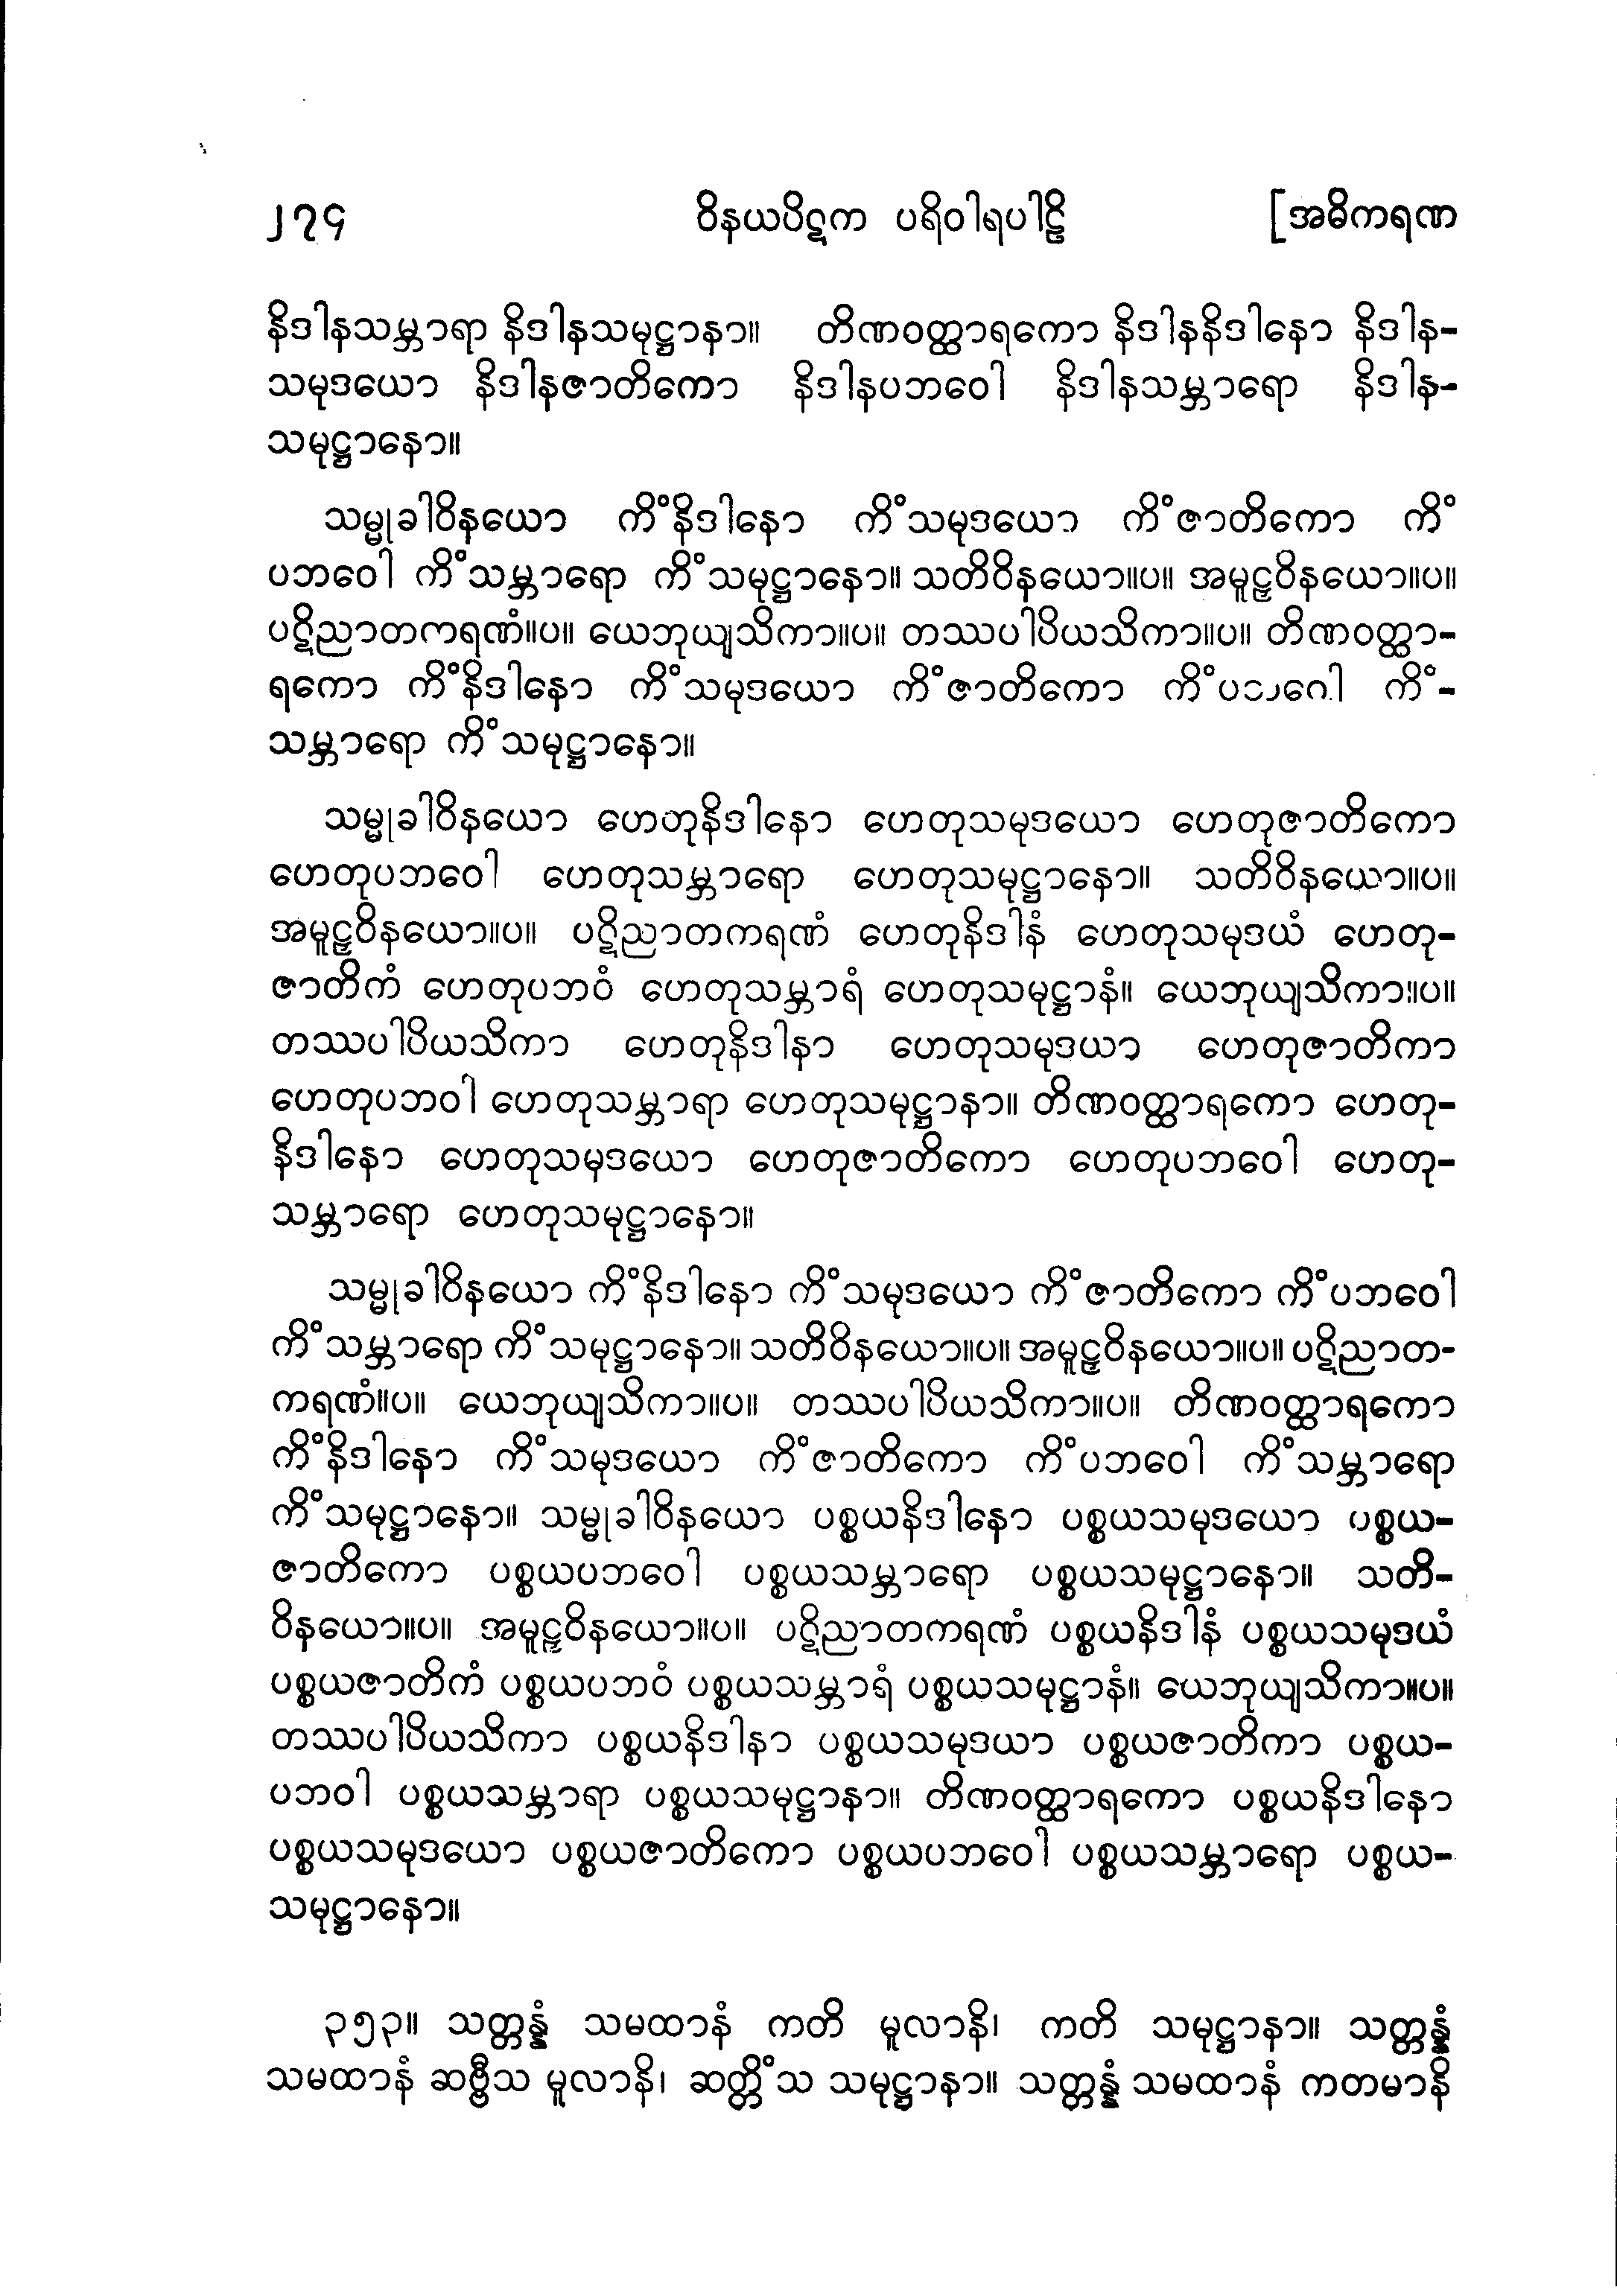 ၂၇၄ ဝိနယပိဋက ပရိဝါရပါဠိ [အဓိကရဏ
နိဒါနသမ္ဘာရာ နိဒါနသမုဋ္ဌာနာ။ တိဏဝတ္ထာရကော နိဒါနနိဒါနော နိဒါန-
သမုဒယော နိဒါနဇာတိကော နိဒါနပဘဝေါ နိဒါနသမ္ဘာရော နိဒါန-
သမုဋ္ဌာနော။
သမ္မုခါဝိနယော ကိံနိဒါနော ကိံသမုဒယော ကိံဇာတိကော ကိံ
ပဘဝေါ ကိံသမ္ဘာရော ကိံသမုဋ္ဌာနော။ သတိဝိနယော။ပ။ အမူဠှဝိနယော။ပ။
ပဋိညာတကရဏံ။ပ။ ယေဘုယျသိကာ။ပ။ တဿပါပိယသိကာ။ပ။ တိဏဝတ္ထာ-
ရကော ကိံနိဒါနော ကိံသမုဒယော ကိံဇာတိကော ကိံပဘဝေါ ကိံ-
သမ္ဘာရော ကိံသမုဋ္ဌာနော။
သမ္မုခါဝိနယော ဟေတုနိဒါနော ဟေတုသမုဒယော ဟေတုဇာတိကော
ဟေတုပဘဝေါ ဟေတုသမ္ဘာရော ဟေတုသမုဋ္ဌာနော။ သတိဝိနယော။ပ။
အမူဠှဝိနယော။ပ။ ပဋိညာတကရဏံ ဟေတုနိဒါနံ ဟေတုသမုဒယံ ဟေတု-
ဇာတိကံ ဟေတုပဘဝံ ဟေတုသမ္ဘာရံ ဟေတုသမုဋ္ဌာနံ။ ယေဘုယျသိကာ။ပ။
တဿပါပိယသိကာ ဟေတုနိဒါနာ ဟေတုသမုဒယာ ဟေတုဇာတိကာ
ဟေတုပဘဝါ ဟေတုသမ္ဘာရာ ဟေတုသမုဋ္ဌာနာ။ တိဏဝတ္ထာရကော ဟေတု-
နိဒါနော ဟေတုသမုဒယော ဟေတုဇာတိကော ဟေတုပဘဝေါ ဟေတု-
သမ္ဘာရော ဟေတုသမုဋ္ဌာနော။
သမ္မုခါဝိနယော ကိံနိဒါနော ကိံသမုဒယော ကိံဇာတိကော ကိံပဘဝေါ
ကိံသမ္ဘာရော ကိံသမုဋ္ဌာနော။ သတိဝိနယော။ပ။ အမူဠှဝိနယော။ပ။ ပဋိညာတ-
ကရဏံ။ပ။ ယေဘုယျသိကာ။ပ။ တဿပါပိယသိကာ။ပ။ တိဏဝတ္ထာရကော
ကိံနိဒါနော ကိံသမုဒယော ကိံဇာတိကော ကိံပဘဝေါ ကိံသမ္ဘာရော
ကိံသမုဋ္ဌာနော။ သမ္မုခါဝိနယော ပစ္စယနိဒါနော ပစ္စယသမုဒယော ပစ္စယ-
ဇာတိကော ပစ္စယပဘဝေါ ပစ္စယသမ္ဘာရော ပစ္စယသမုဋ္ဌာနော။ သတိ-
ဝိနယော။ပ။ အမူဠှဝိနယော။ပ။ ပဋိညာတကရဏံ ပစ္စယနိဒါနံ ပစ္စယသမုဒယံ
ပစ္စယဇာတိကံ ပစ္စယပဘဝံ ပစ္စယသမ္ဘာရံ ပစ္စယသမုဋ္ဌာနံ။ ယေဘုယျသိကာ။ပ။
တဿပါပိယသိကာ ပစ္စယနိဒါနာ ပစ္စယသမုဒယာ ပစ္စယဇာတိကာ ပစ္စယ-
ပဘဝါ ပစ္စယသမ္ဘာရာ ပစ္စယသမုဋ္ဌာနာ။ တိဏဝတ္ထာရကော ပစ္စယနိဒါနော
ပစ္စယသမုဒယော ပစ္စယဇာတိကော ပစ္စယပဘဝေါ ပစ္စယသမ္ဘာရော ပစ္စယ-
သမုဋ္ဌာနော။
၃၅၃။ သတ္တန္နံ သမထာနံ ကတိ မူလာနိ၊ ကတိ သမုဋ္ဌာနာ။ သတ္တန္နံ
သမထာနံ ဆဗ္ဗီသ မူလာနိ၊ ဆတ္တိံသ သမုဋ္ဌာနာ။ သတ္တန္နံ သမထာနံ ကတမာနိ